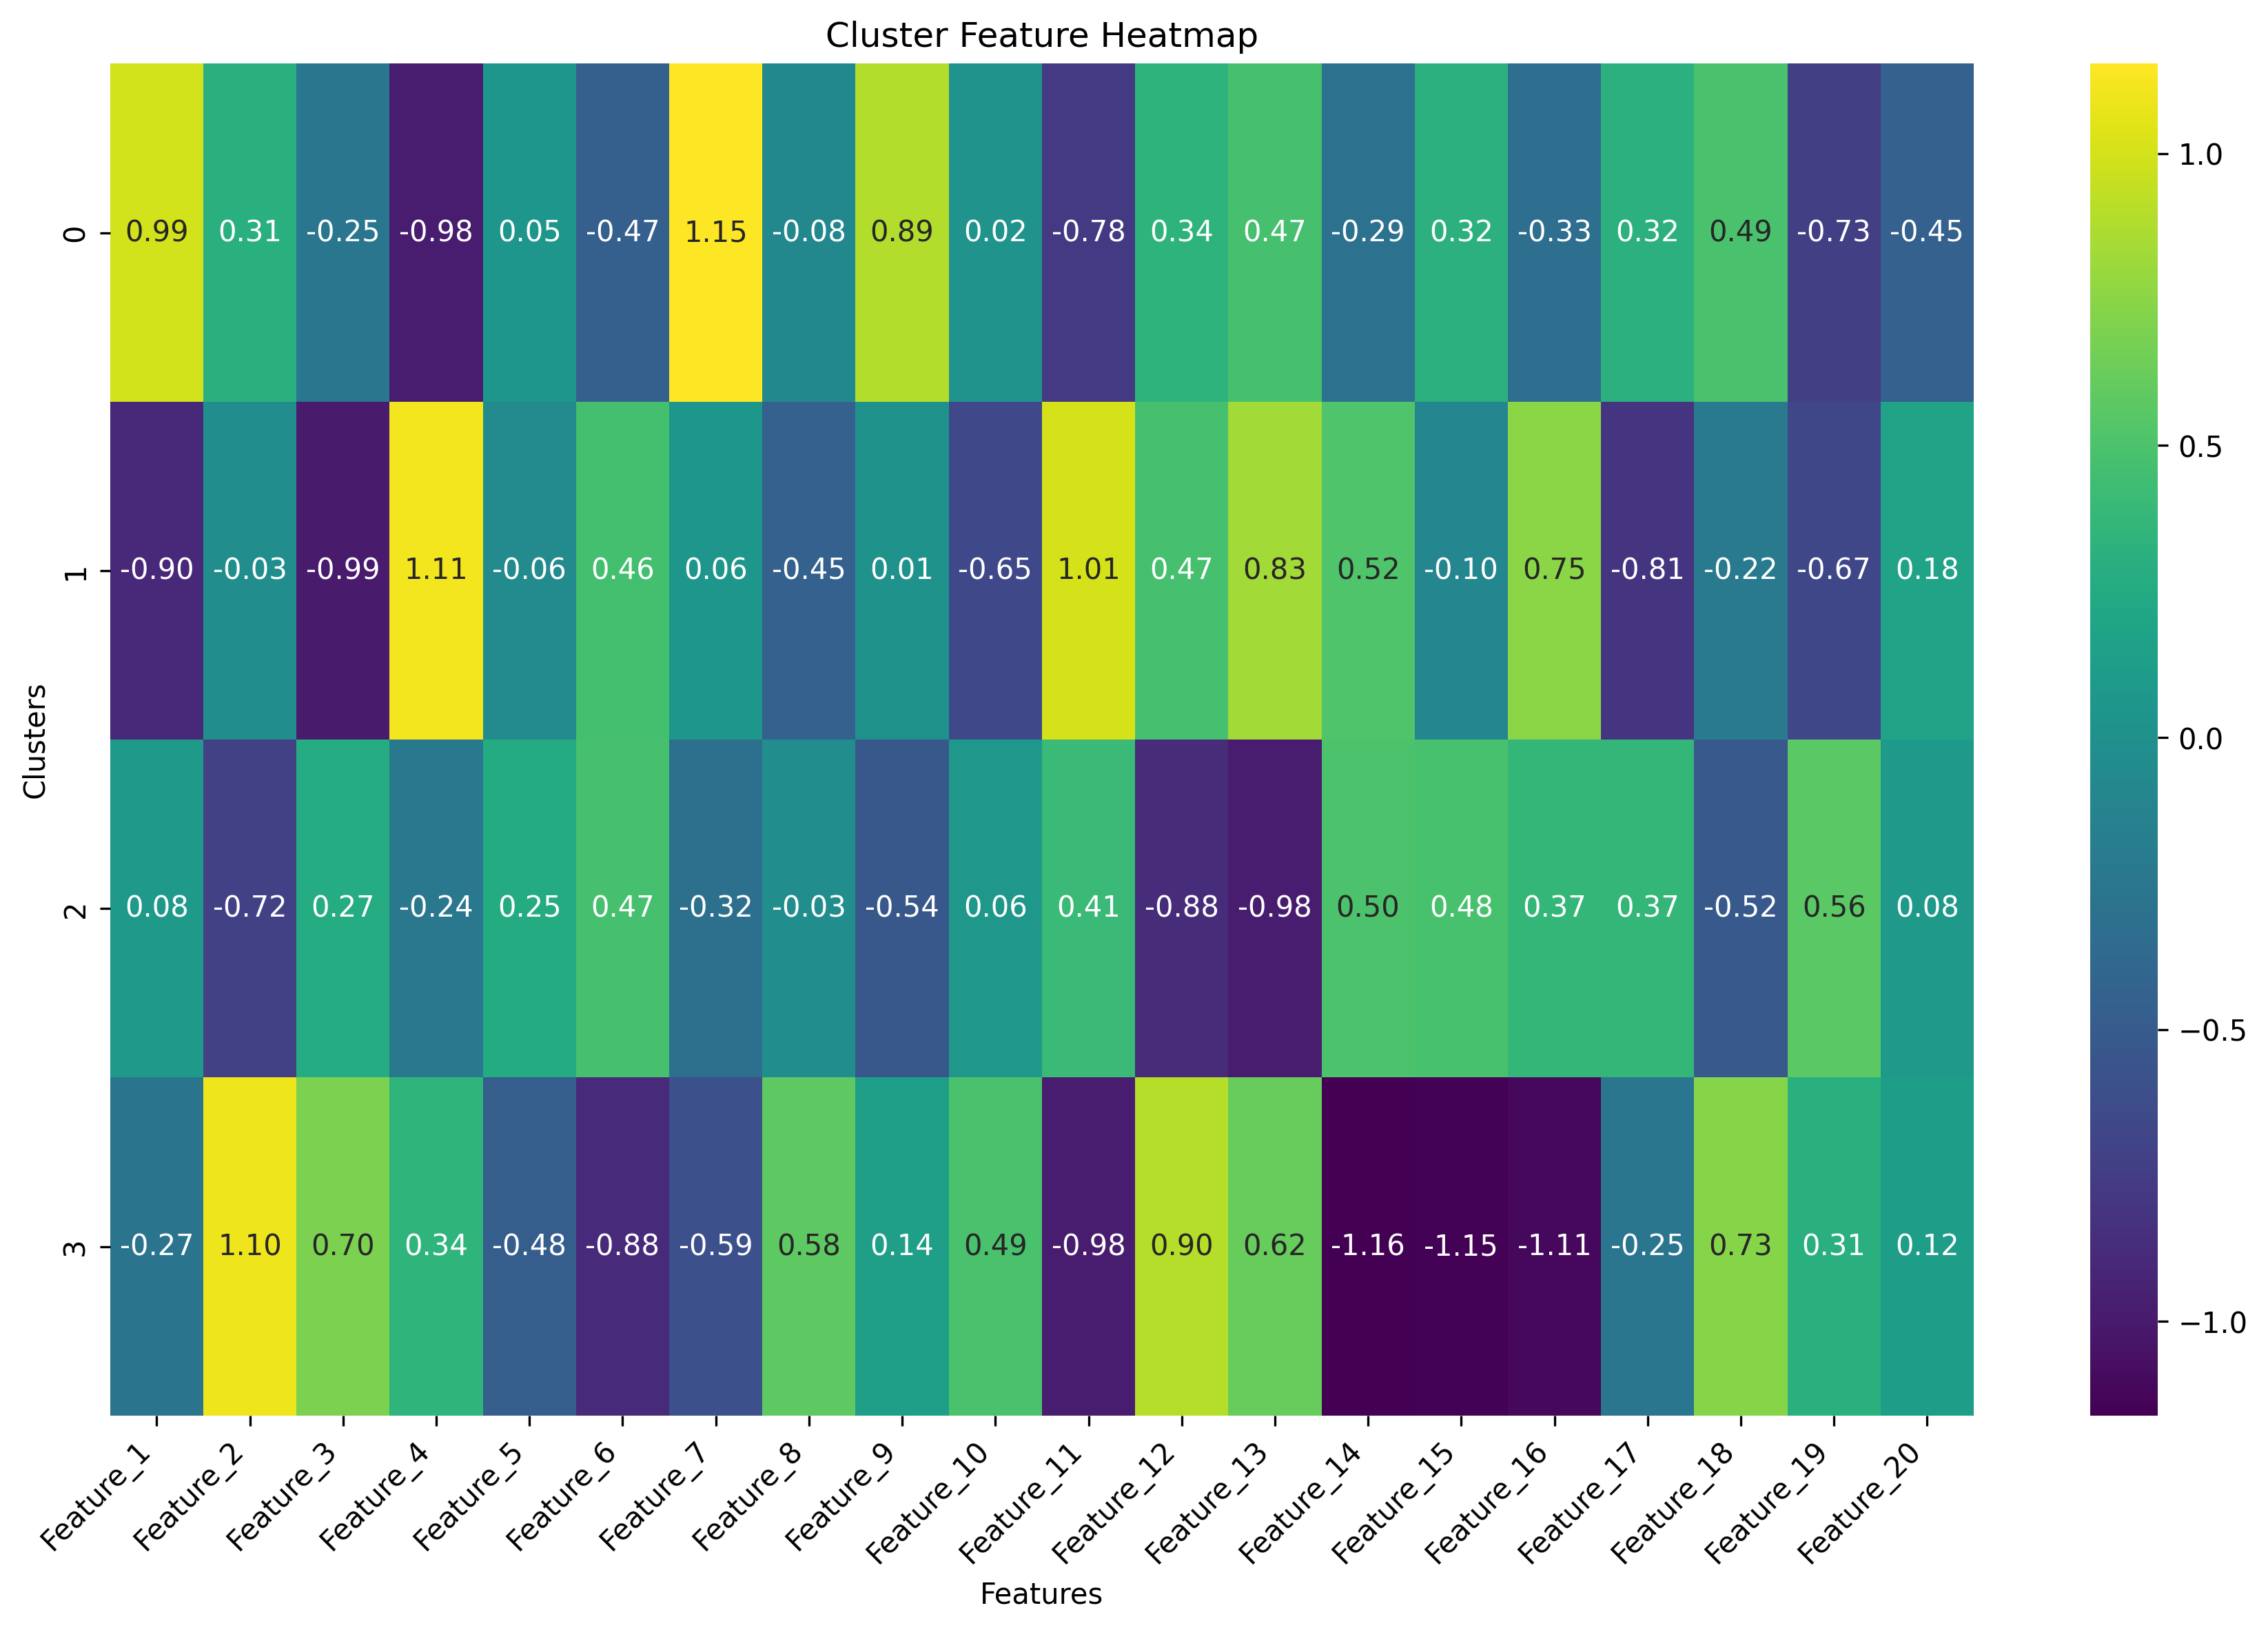 Cluster Feature Heatmap
0 0.99 0.31 -0.25 -0.98 0.05 -0.47 1.15 -0.08 0.89 0.02 -0.78 0.34 0.47 -0.29 0.32 -0.33 0.32 0.49 -0.73 -0.45
1 -0.90 -0.03 -0.99 1.11 -0.06 0.46 0.06 -0.45 0.01 -0.65 1.01 0.47 0.83 0.52 -0.10 0.75 -0.81 -0.22 -0.67 0.18
2 0.08 -0.72 0.27 -0.24 0.25 0.47 -0.32 -0.03 -0.54 0.06 0.41 -0.88 -0.98 0.50 0.48 0.37 0.37 -0.52 0.56 0.08
3 -0.27 1.10 0.70 0.34 -0.48 -0.88 -0.59 0.58 0.14 0.49 -0.98 0.90 0.62 -1.16 -1.15 -1.11 -0.25 0.73 0.31 0.12
Clusters
Feature_1 Feature_2 Feature_3 Feature_4 Feature_5 Feature_6 Feature_7 Feature_8 Feature_9 Feature_10 Feature_11 Feature_12 Feature_13 Feature_14 Feature_15 Feature_16 Feature_17 Feature_18 Feature_19 Feature_20
Features
1.0
0.5
0.0
−0.5
−1.0